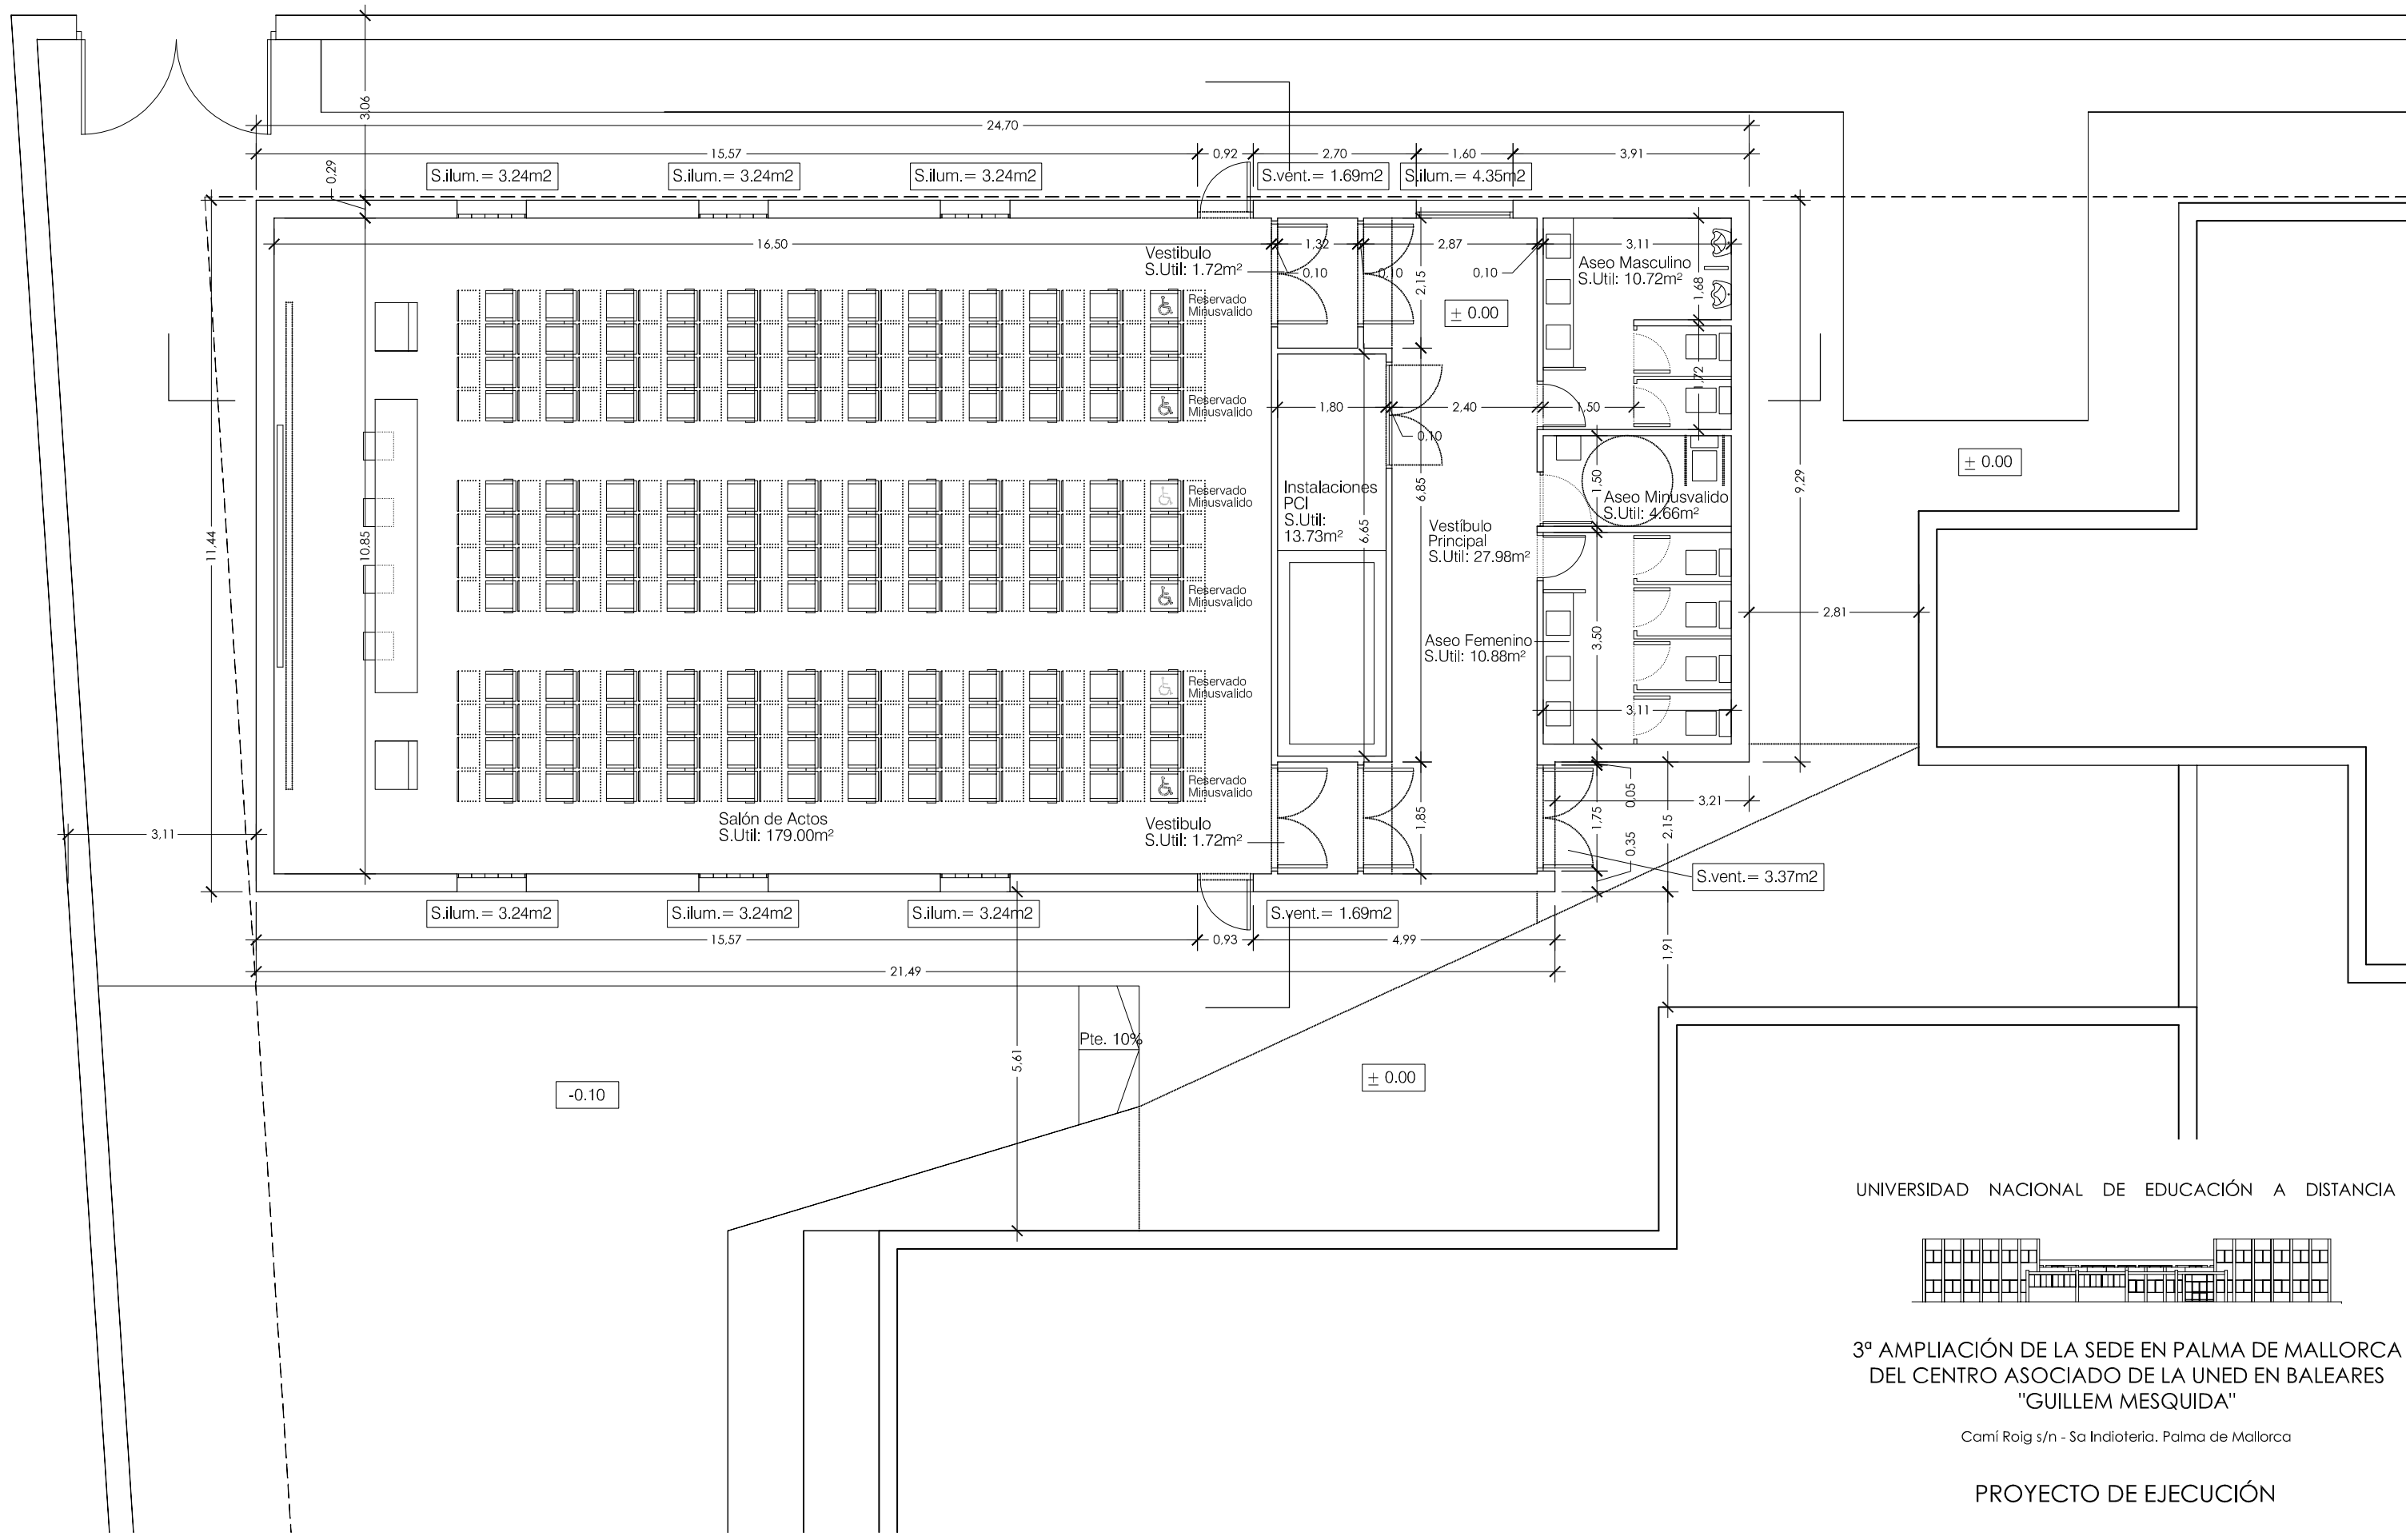 3,06
24,70
15,57
0,92
2,70
1,60
3,91
0,29
S.ilum.= 3.24m2
S.ilum.= 3.24m2
S.ilum.= 3.24m2
S.vent.= 1.69m2
S.ilum.= 4.35m2
16,50
1,32
2,87
3,11
Vestibulo
S.Util: 1.72m²
0,10
0,10
0,10
2,15
Aseo Masculino
S.Util: 10.72m²
1,68
± 0.00
Reservado
Minusvalido
Reservado
Minusvalido
1,72
1,80
2,40
1,50
0,10
± 0.00
9,29
Reservado
Minusvalido
Instalaciones
PCI
S.Util:
13.73m²
6,85
6,65
1,50
Aseo Minusvalido
S.Util: 4.66m²
Vestíbulo
Principal
S.Util: 27.98m²
11,44
10,85
Reservado
Minusvalido
2,81
3,50
Aseo Femenino
S.Util: 10.88m²
Reservado
Minusvalido
3,11
Reservado
Minusvalido
3,11
Salón de Actos
S.Util: 179.00m²
Vestibulo
S.Util: 1.72m²
1,85
1,75
0,05
0,35
2,15
3,21
S.vent.= 3.37m2
S.ilum.= 3.24m2
S.ilum.= 3.24m2
S.ilum.= 3.24m2
S.vent.= 1.69m2
15,57
0,93
4,99
1,91
21,49
Pte. 10%
5,61
-0.10
± 0.00
UNIVERSIDAD NACIONAL DE EDUCACIÓN A DISTANCIA
3ª AMPLIACIÓN DE LA SEDE EN PALMA DE MALLORCA
DEL CENTRO ASOCIADO DE LA UNED EN BALEARES
"GUILLEM MESQUIDA"
Camí Roig s/n - Sa Indioteria. Palma de Mallorca
PROYECTO DE EJECUCIÓN